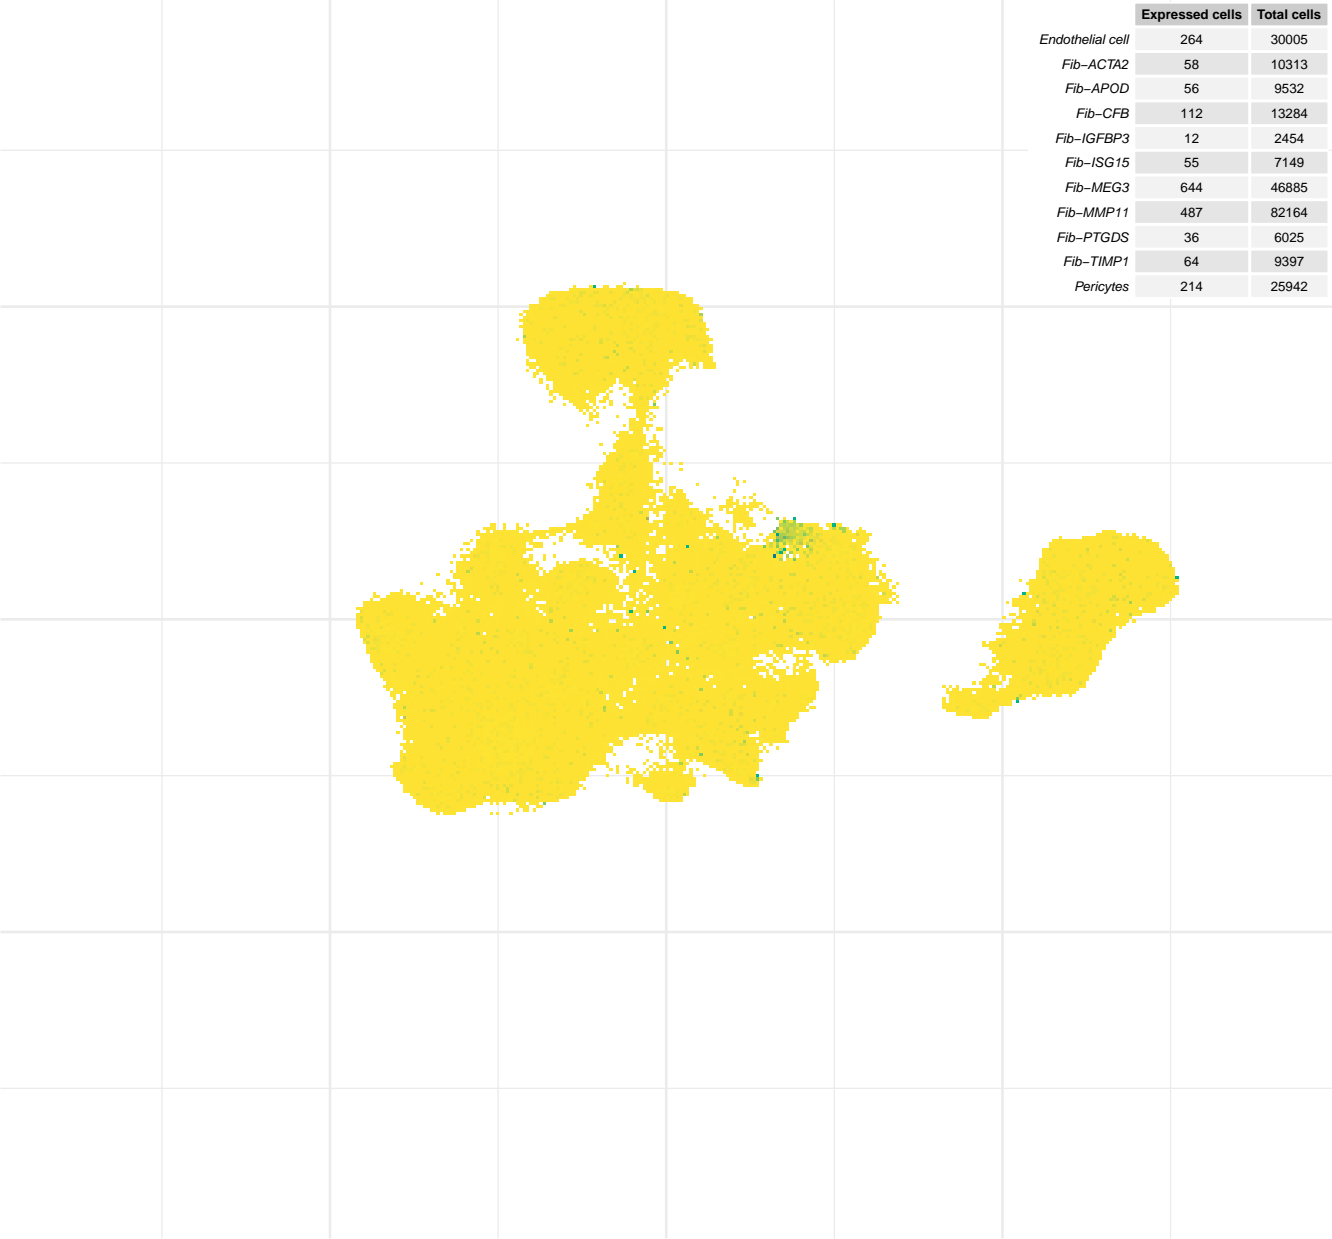 Expressed cells Total cells
Endothelial cell 264 30005
Fib−ACTA2 58 10313
Fib−APOD 56 9532
Fib−CFB 112 13284
Fib−IGFBP3 12 2454
Fib−ISG15 55 7149
Fib−MEG3 644 46885
Fib−MMP11 487 82164
Fib−PTGDS 36 6025
Fib−TIMP1 64 9397
Pericytes 214 25942